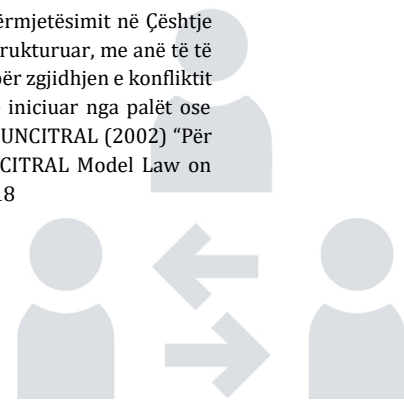 ërmjetësimit në Çështje
rukturuar, me anë të të
ër zgjidhjen e konfliktit
iniciuar nga palët ose
UNCITRAL (2002) “Për
CITRAL Model Law on
18